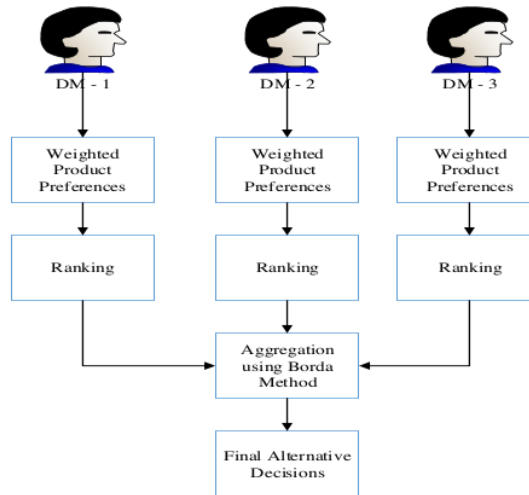 DM - 1
DM - 2
DM - 3
Weighted
Product
Preferences
Weighted
Product
Preferences
Weighted
Product
Preferences
Ranking
Ranking
Ranking
Aggregation
using Borda
Method
Final Alternative
Decisions